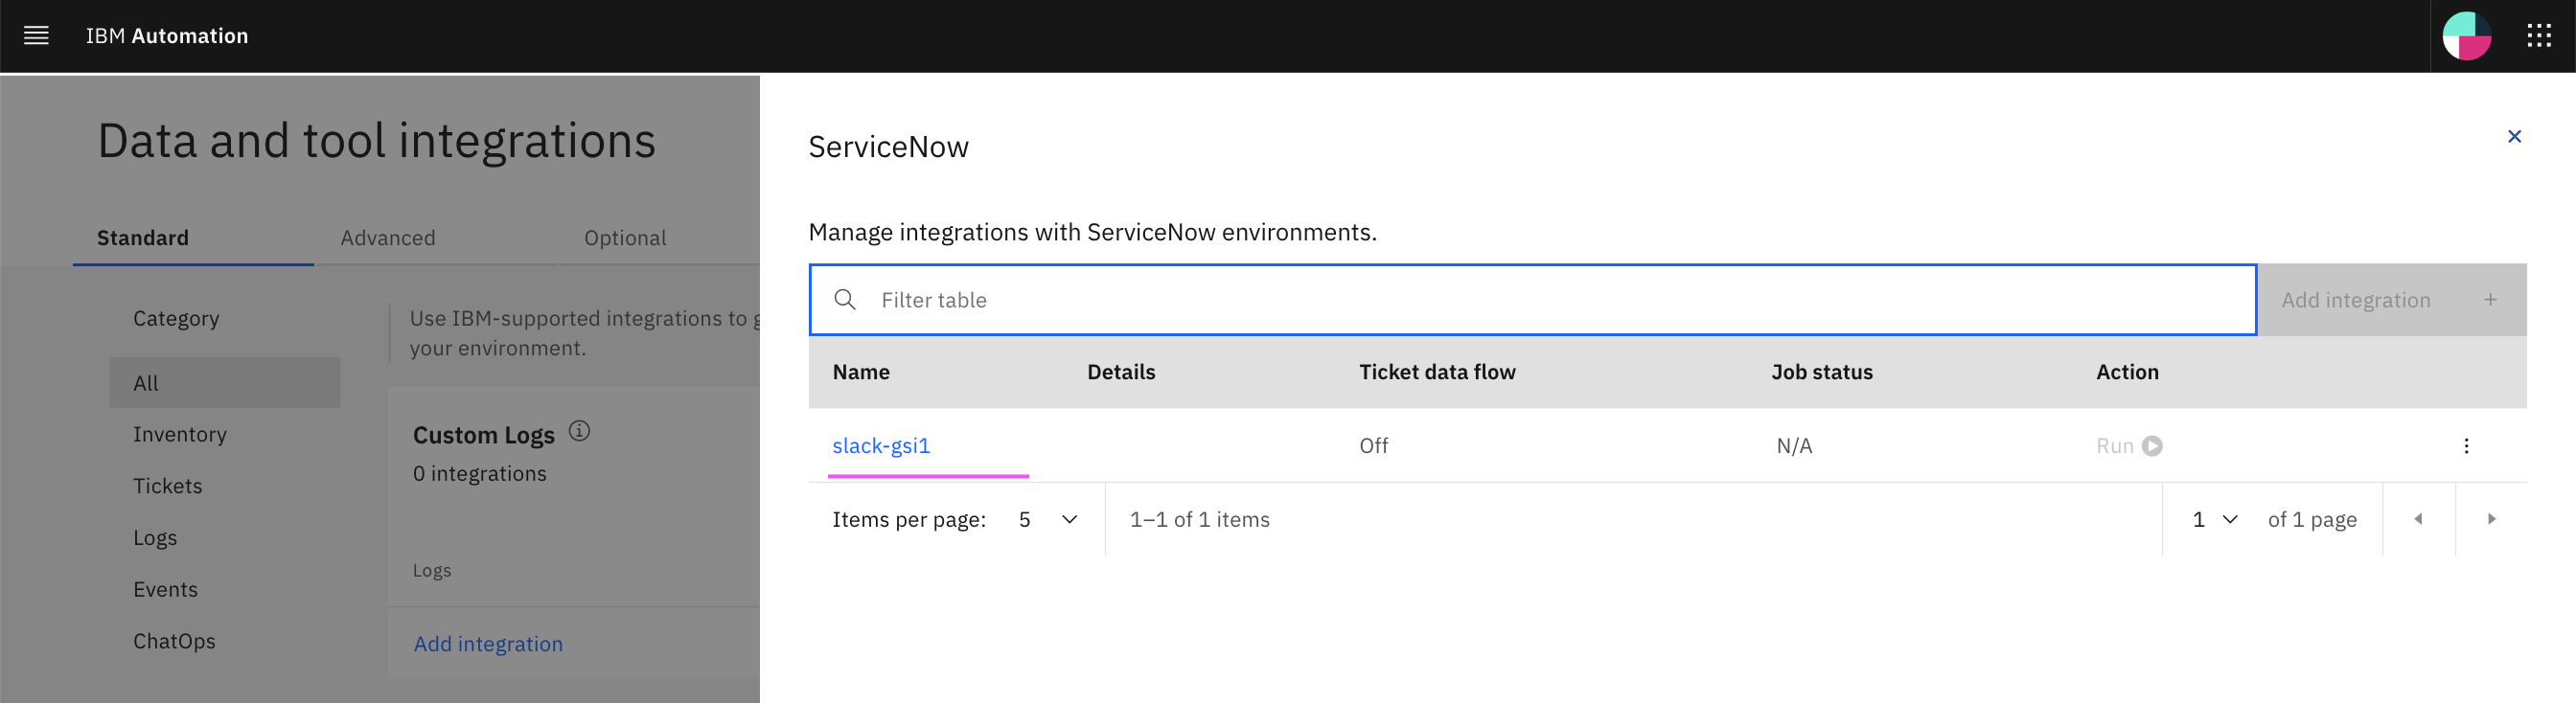 IBM Automation
Data and tool integrations
Standard
Advanced
Optional
Category
All
Inventory
Tickets
Logs
Events
ChatOps
Use IBM-supported integrations to
your environment.
Custom Logs
0 integrations
Logs
Add integration
ServiceNow
Manage integrations with ServiceNow environments.
Filter table
Add integration +
Name Details Ticket data flow Job status Action
slack-gsi1 Off N/A Run
Items per page: 5 1–1 of 1 items 1 of 1 page